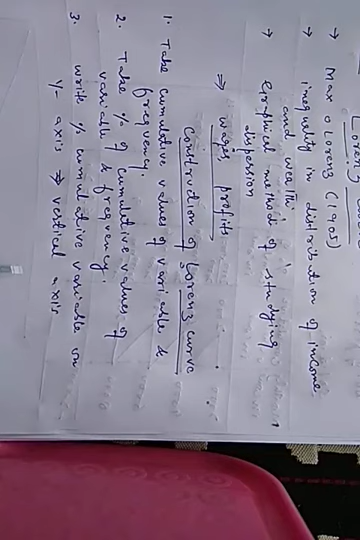 Lorenz
→ Max O Lorenz (1905)
→ inequality in distribution of income
and wealth
→ Graphical method of studying
dispersion
⇒ wages, profits
Construction of Lorenz curve
1. Take cumulative values of variable &
frequency.
2. Take % of cumulative values of
variable & frequency.
3. Write % cumulative variable on
Y-axis ⇒ vertical axis